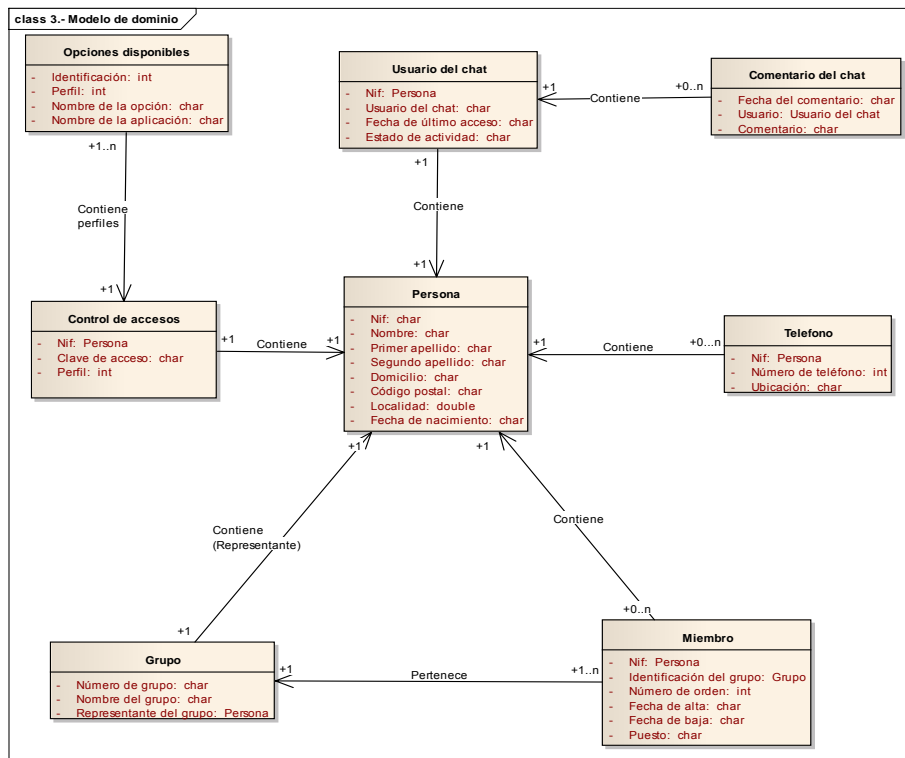 class 3.- Modelo de dominio
Opciones disponibles
- Identificación: int
- Perfil: int
- Nombre de la opción: char
- Nombre de la aplicación: char
Usuario del chat
- Nif: Persona
- Usuario del chat: char
- Fecha de último acceso: char
- Estado de actividad: char
Comentario del chat
- Fecha del comentario: char
- Usuario: Usuario del chat
- Comentario: char
+1
Contiene
+0..n
+1..n
Contiene
perfiles
+1
+1
Contiene
+1
Control de accesos
- Nif: Persona
- Clave de acceso: char
- Perfil: int
+1
Contiene
+1
Persona
- Nif: char
- Nombre: char
- Primer apellido: char
- Segundo apellido: char
- Domicilio: char
- Código postal: char
- Localidad: double
- Fecha de nacimiento: char
+1
Contiene
+0...n
Telefono
- Nif: Persona
- Número de teléfono: int
- Ubicación: char
+1
Contiene
(Representante)
+1
+1
Contiene
+0..n
Grupo
- Número de grupo: char
- Nombre del grupo: char
- Representante del grupo: Persona
+1
Pertenece
+1..n
Miembro
- Nif: Persona
- Identificación del grupo: Grupo
- Número de orden: int
- Fecha de alta: char
- Fecha de baja: char
- Puesto: char